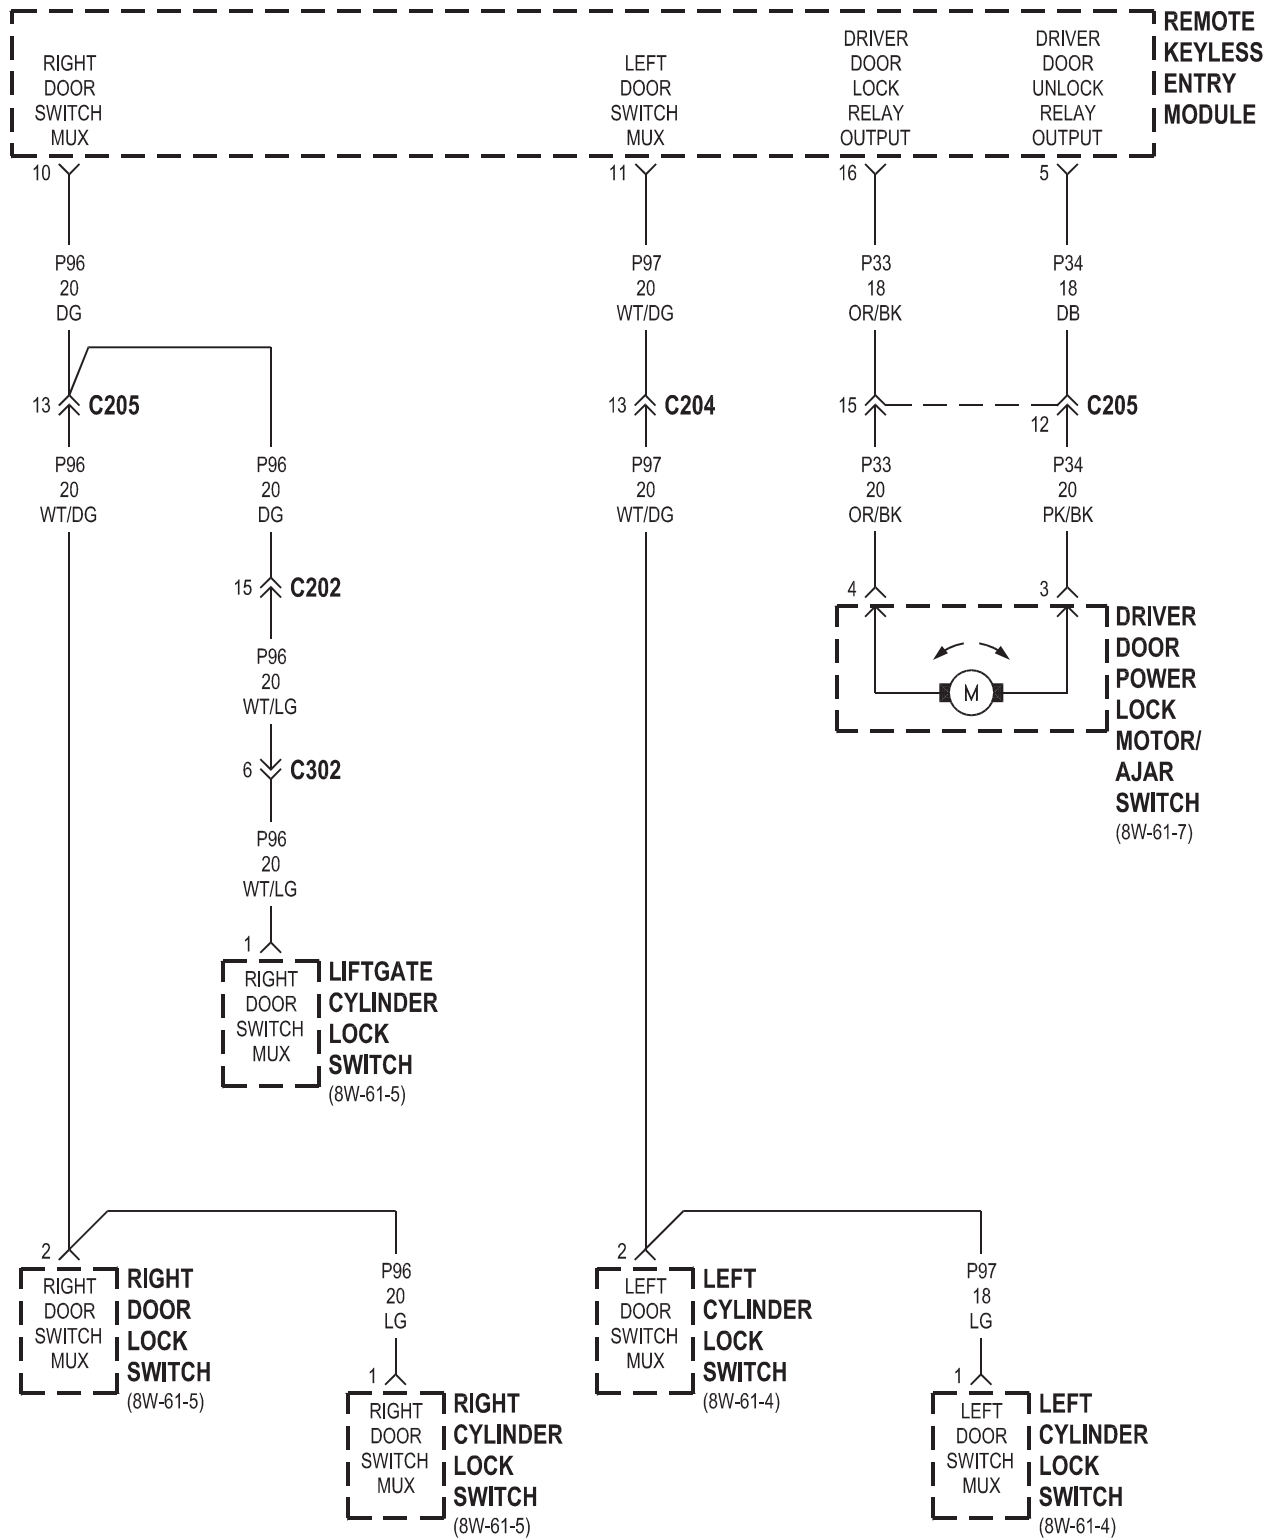 REMOTE
KEYLESS
ENTRY
MODULE
RIGHT
DOOR
SWITCH
MUX
LEFT
DOOR
SWITCH
MUX
DRIVER
DOOR
LOCK
RELAY
OUTPUT
DRIVER
DOOR
UNLOCK
RELAY
OUTPUT
10
11
16
5
P96
20
DG
P97
20
WT/DG
P33
18
OR/BK
P34
18
DB
13
C205
13
C204
15
12
C205
P96
20
WT/DG
P96
20
DG
P97
20
WT/DG
P33
20
OR/BK
P34
20
PK/BK
15
C202
4
3
M
DRIVER
DOOR
POWER
LOCK
MOTOR/
AJAR
SWITCH
(8W-61-7)
P96
20
WT/LG
6
C302
P96
20
WT/LG
1
RIGHT
DOOR
SWITCH
MUX
LIFTGATE
CYLINDER
LOCK
SWITCH
(8W-61-5)
2
RIGHT
DOOR
SWITCH
MUX
RIGHT
DOOR
LOCK
SWITCH
(8W-61-5)
P96
20
LG
1
RIGHT
DOOR
SWITCH
MUX
RIGHT
CYLINDER
LOCK
SWITCH
(8W-61-5)
2
LEFT
DOOR
SWITCH
MUX
LEFT
CYLINDER
LOCK
SWITCH
(8W-61-4)
P97
18
LG
1
LEFT
DOOR
SWITCH
MUX
LEFT
CYLINDER
LOCK
SWITCH
(8W-61-4)